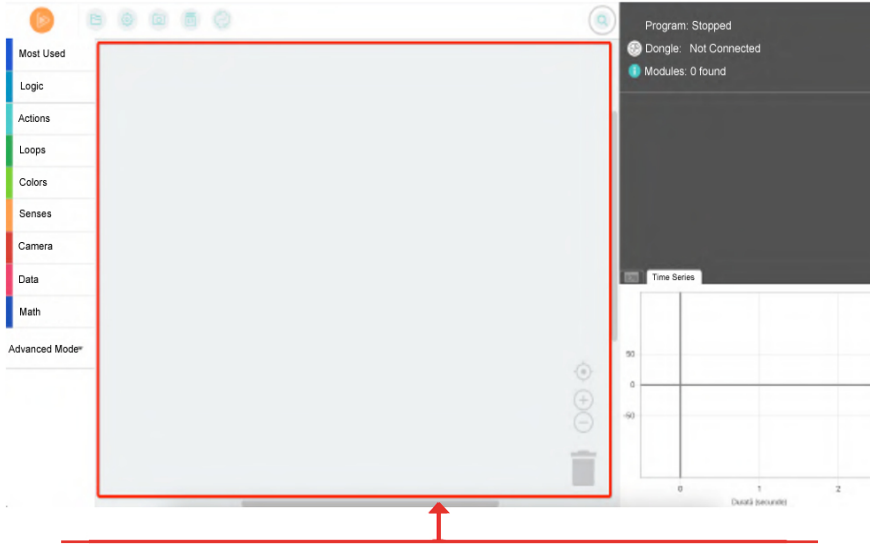 Program: Stopped
Dongle: Not Connected
Modules: 0 found
Most Used
Logic
Actions
Loops
Colors
Senses
Camera
Data
Math
Advanced Mode
Time Series
50
0
-50
0
1
2
Durată (secunde)